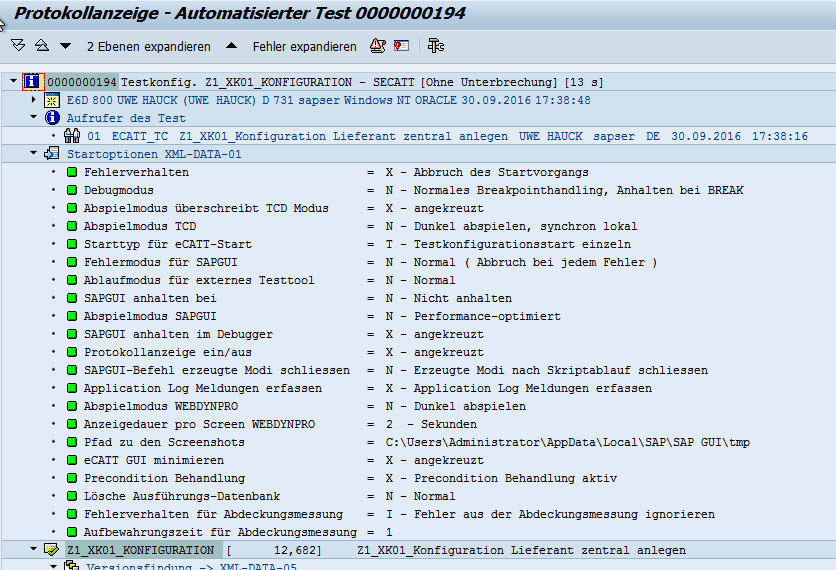 Protokollanzeige - Automatisierter Test 0000000194
2 Ebenen expandieren Fehler expandieren
0000000194 Testkonfig. Z1_XK01_KONFIGURATION - SECATT [Ohne Unterbrechung] [13 s]
E6D 800 UWE HAUCK (UWE HAUCK) D 731 sapser Windows NT ORACLE 30.09.2016 17:38:48
Aufrufer des Test
01 ECATT_TC Z1_XK01_Konfiguration Lieferant zentral anlegen UWE HAUCK sapser DE 30.09.2016 17:38:16
Startoptionen XML-DATA-01
Fehlerverhalten = X - Abbruch des Startvorgangs
Debugmodus = N - Normales Breakpointhandling, Anhalten bei BREAK
Abspielmodus überschreibt TCD Modus = X - angekreuzt
Abspielmodus TCD = N - Dunkel abspielen, synchron lokal
Starttyp für eCATT-Start = T - Testkonfigurationsstart einzeln
Fehlermodus für SAPGUI = N - Normal ( Abbruch bei jedem Fehler )
Ablaufmodus für externes Testtool = N - Normal
SAPGUI anhalten bei = N - Nicht anhalten
Abspielmodus SAPGUI = N - Performance-optimiert
SAPGUI anhalten im Debugger = X - angekreuzt
Protokollanzeige ein/aus = X - angekreuzt
SAPGUI-Befehl erzeugte Modi schliessen = N - Erzeugte Modi nach Skriptablauf schliessen
Application Log Meldungen erfassen = X - Application Log Meldungen erfassen
Abspielmodus WEBDYNPRO = N - Dunkel abspielen
Anzeigedauer pro Screen WEBDYNPRO = 2 - Sekunden
Pfad zu den Screenshots = C:\Users\Administrator\AppData\Local\SAP\SAP GUI\tmp
eCATT GUI minimieren = X - angekreuzt
Precondition Behandlung = X - Precondition Behandlung aktiv
Lösche Ausführungs-Datenbank = N - Normal
Fehlerverhalten für Abdeckungsmessung = I - Fehler aus der Abdeckungsmessung ignorieren
Aufbewahrungszeit für Abdeckungsmessung = 1
Z1_XK01_KONFIGURATION [ 12,682] Z1_XK01_Konfiguration Lieferant zentral anlegen
Versionsfindung -> XML-DATA-05